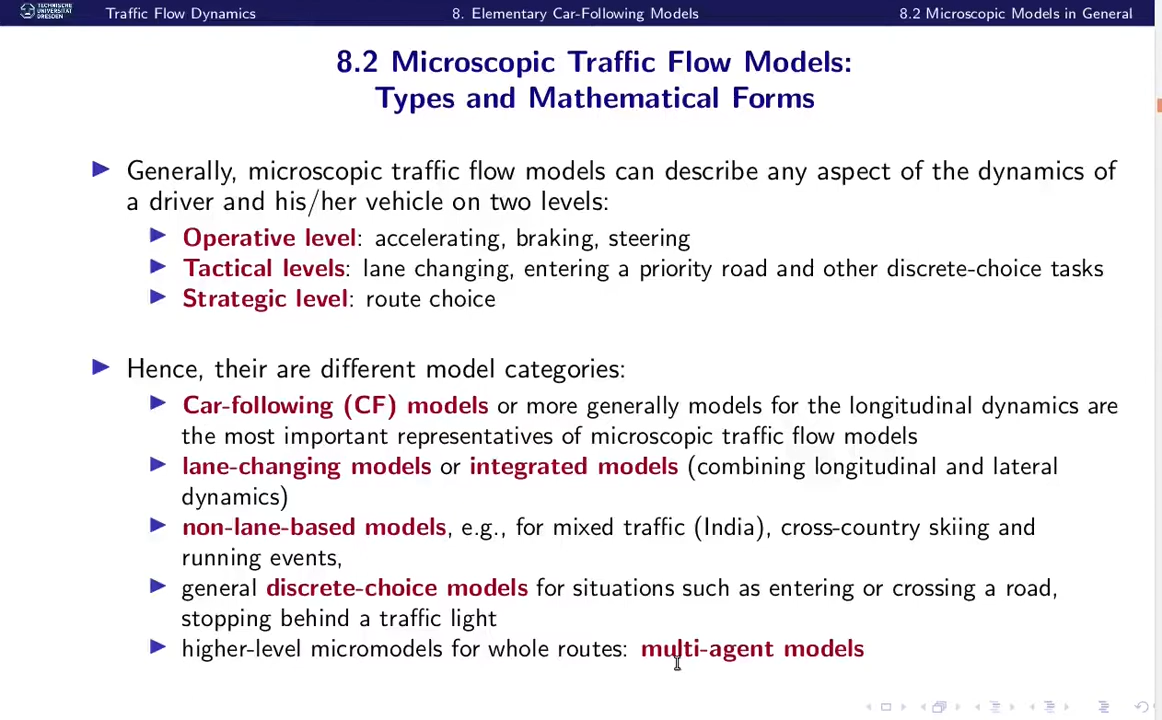 TECHNISCHE
UNIVERSITÄT
DRESDEN
Traffic Flow Dynamics
8. Elementary Car-Following Models
8.2 Microscopic Models in General
8.2 Microscopic Traffic Flow Models:
Types and Mathematical Forms
Generally, microscopic traffic flow models can describe any aspect of the dynamics of
a driver and his/her vehicle on two levels:
Operative level: accelerating, braking, steering
Tactical levels: lane changing, entering a priority road and other discrete-choice tasks
Strategic level: route choice
Hence, their are different model categories:
Car-following (CF) models or more generally models for the longitudinal dynamics are
the most important representatives of microscopic traffic flow models
lane-changing models or integrated models (combining longitudinal and lateral
dynamics)
non-lane-based models, e.g., for mixed traffic (India), cross-country skiing and
running events,
general discrete-choice models for situations such as entering or crossing a road,
stopping behind a traffic light
higher-level micromodels for whole routes: multi-agent models